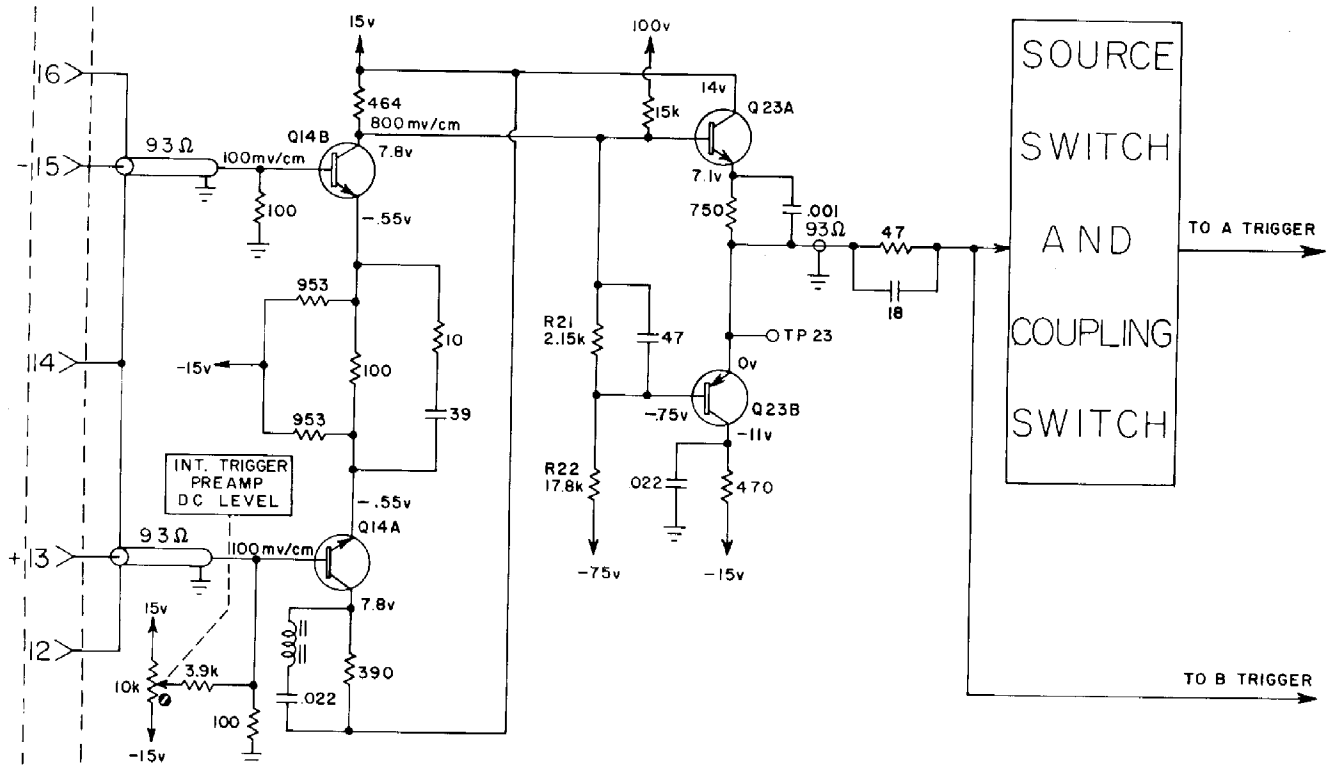 15v
100v
SOURCE
SWITCH
AND
COUPLING
SWITCH
16
464
14v
Q23A
15k
800mv/cm
Q14B
7.8v
93Ω
100mv/cm
-15
7.1v
100
750
.001
-.55v
93Ω
47
TO A TRIGGER
18
953
R21
2.15k
47
TP 23
10
14
-15v
100
0v
39
-.75v
Q23B
953
-11v
INT. TRIGGER
PREAMP
DC LEVEL
R22
17.8k
.022
470
-.55v
93Ω
Q14A
+13
100mv/cm
-75v
-15v
7.8v
15v
12
3.9k
10k
390
.022
100
-15v
TO B TRIGGER